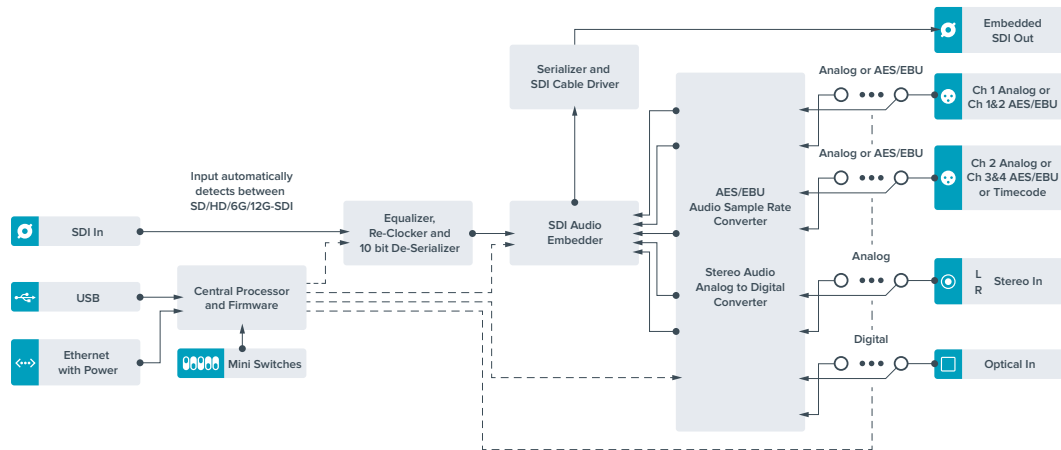 Embedded
SDI Out
Serializer and
SDI Cable Driver
Analog or AES/EBU
Ch 1 Analog or
Ch 1&2 AES/EBU
Analog or AES/EBU
Ch 2 Analog or
Ch 3&4 AES/EBU
or Timecode
Input automatically
detects between
SD/HD/6G/12G-SDI
AES/EBU
Audio Sample Rate
Converter
SDI In
Equalizer,
Re-Clocker and
10 bit De-Serializer
SDI Audio
Embedder
Stereo Audio
Analog to Digital
Converter
Analog
L
R
Stereo In
USB
Central Processor
and Firmware
Ethernet
with Power
Mini Switches
Digital
Optical In